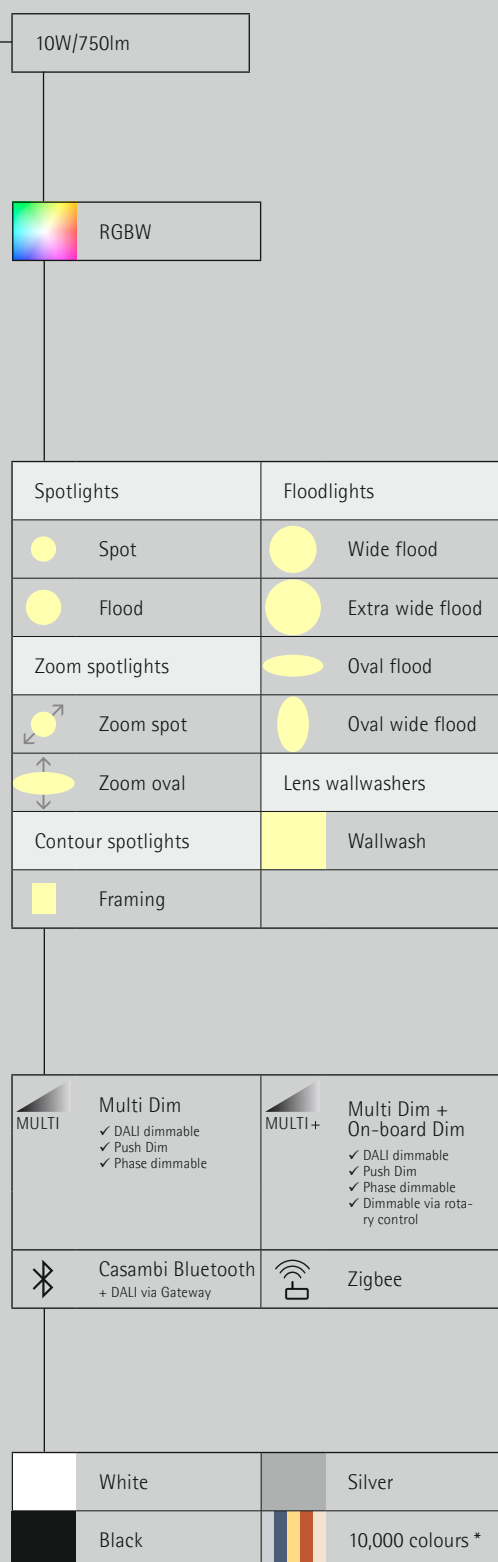 10W/750lm
RGBW
Spotlights
Floodlights
Spot
Wide flood
Flood
Extra wide flood
Zoom spotlights
Oval flood
Zoom spot
Oval wide flood
Zoom oval
Lens wallwashers
Contour spotlights
Wallwash
Framing
MULTI
Multi Dim
✓ DALI dimmable
✓ Push Dim
✓ Phase dimmable
MULTI+
Multi Dim +
On-board Dim
✓ DALI dimmable
✓ Push Dim
✓ Phase dimmable
✓ Dimmable via rota-
ry control
Casambi Bluetooth
+ DALI via Gateway
Zigbee
White
Silver
Black
10,000 colours *